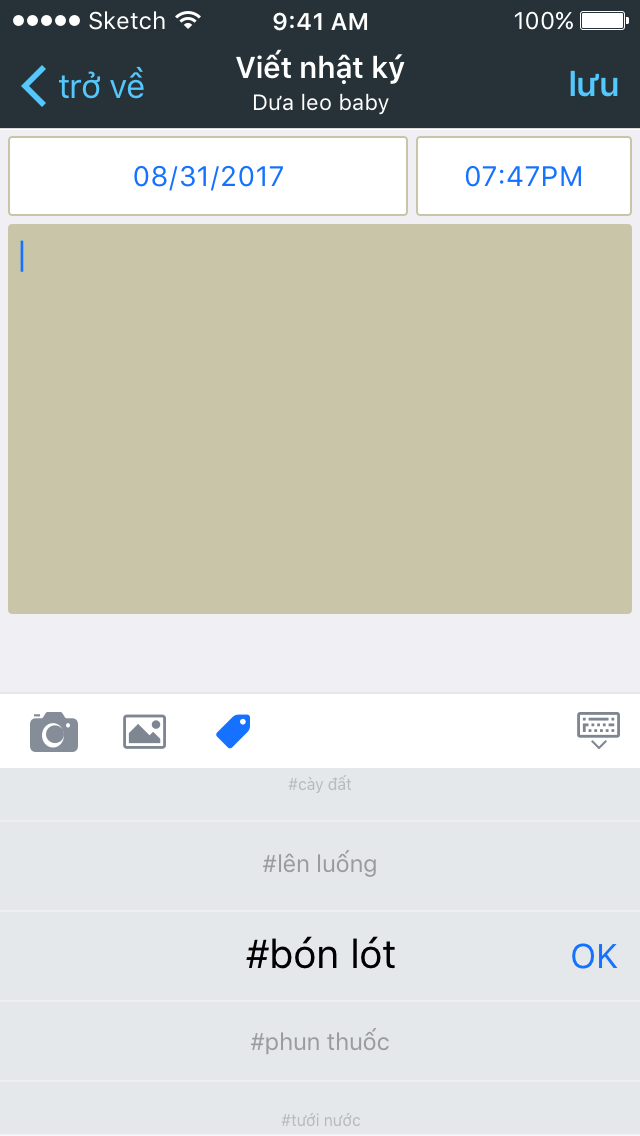 Sketch 9:41 AM 100%
trở về
Viết nhật ký
Dưa leo baby
lưu
08/31/2017 07:47PM
#cày đất
#lên luống
#bón lót OK
#phun thuốc
#tưới nước